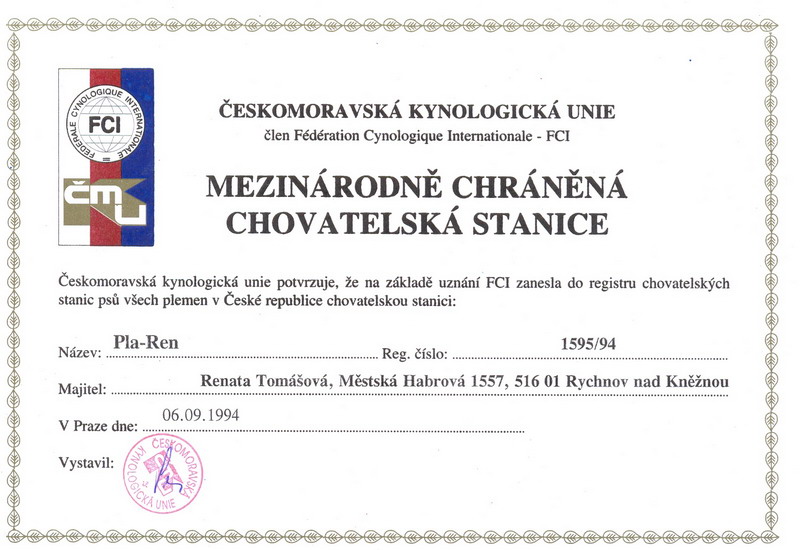 FÉDÉRALE CYNOLOGIQUE INTERNATIONALE
FCI
čmku
ČESKOMORAVSKÁ KYNOLOGICKÁ UNIE
člen Fédération Cynologique Internationale - FCI
MEZINÁRODNĚ CHRÁNĚNÁ
CHOVATELSKÁ STANICE
Českomoravská kynologická unie potvrzuje, že na základě uznání FCI zanesla do registru chovatelských
stanic psů všech plemen v České republice chovatelskou stanici:
Název: Pla-Ren Reg. číslo: 1595/94
Majitel: Renata Tomášová, Městská Habrová 1557, 516 01 Rychnov nad Kněžnou
V Praze dne: 06.09.1994
Vystavil:
ČESKOMORAVSKÁ
KYNOLOGICKÁ UNIE